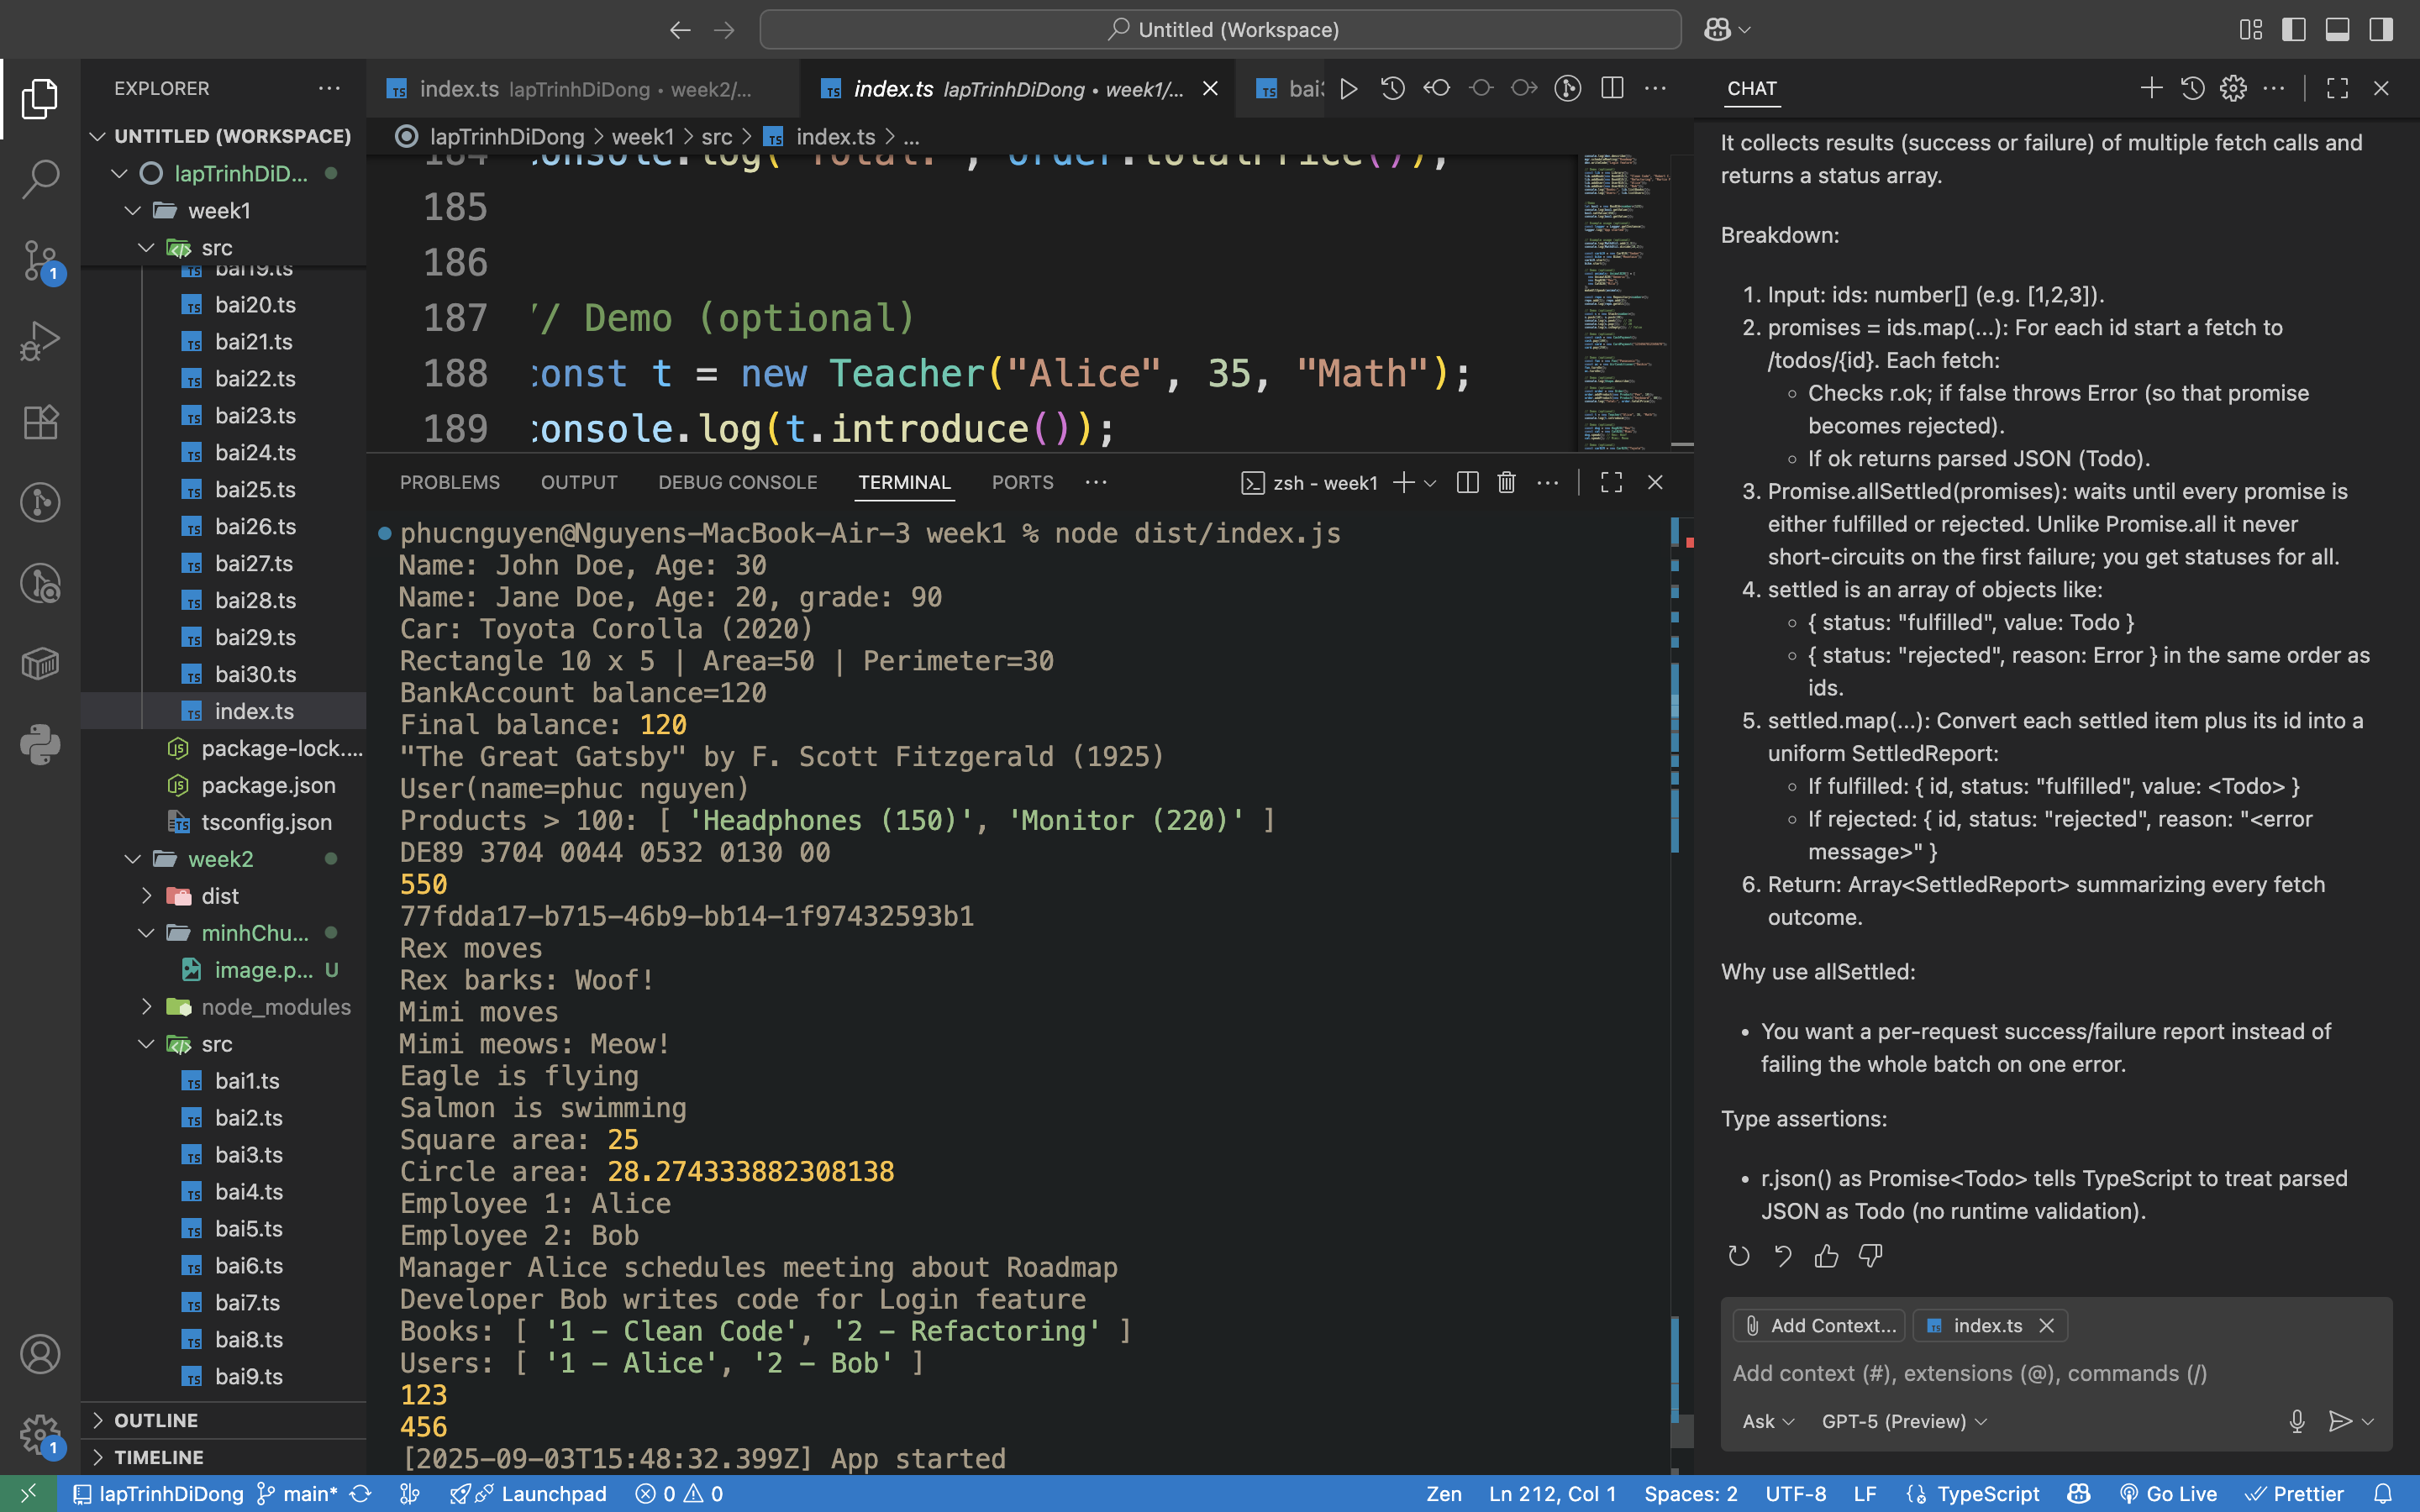 Untitled (Workspace)
EXPLORER
UNTITLED (WORKSPACE)
lapTrinhDiD...
week1
src
bai19.ts
bai20.ts
bai21.ts
bai22.ts
bai23.ts
bai24.ts
bai25.ts
bai26.ts
bai27.ts
bai28.ts
bai29.ts
bai30.ts
index.ts
package-lock....
package.json
tsconfig.json
week2
dist
minhChu...
image.p... U
node_modules
src
bai1.ts
bai2.ts
bai3.ts
bai4.ts
bai5.ts
bai6.ts
bai7.ts
bai8.ts
bai9.ts
OUTLINE
TIMELINE
1
1
index.ts lapTrinhDiDong • week2/...
index.ts lapTrinhDiDong • week1/...
lapTrinhDiDong > week1 > src > index.ts > ...
184 console.log("Total:", order.totalPrice());
185
186
187 // Demo (optional)
188 const t = new Teacher("Alice", 35, "Math");
189 console.log(t.introduce());
PROBLEMS OUTPUT DEBUG CONSOLE TERMINAL PORTS ...
zsh - week1
phucnguyen@Nguyens-MacBook-Air-3 week1 % node dist/index.js
Name: John Doe, Age: 30
Name: Jane Doe, Age: 20, grade: 90
Car: Toyota Corolla (2020)
Rectangle 10 x 5 | Area=50 | Perimeter=30
BankAccount balance=120
Final balance: 120
"The Great Gatsby" by F. Scott Fitzgerald (1925)
User(name=phuc nguyen)
Products > 100: [ 'Headphones (150)', 'Monitor (220)' ]
DE89 3704 0044 0532 0130 00
550
77fdda17-b715-46b9-bb14-1f97432593b1
Rex moves
Rex barks: Woof!
Mimi moves
Mimi meows: Meow!
Eagle is flying
Salmon is swimming
Square area: 25
Circle area: 28.274333882308138
Employee 1: Alice
Employee 2: Bob
Manager Alice schedules meeting about Roadmap
Developer Bob writes code for Login feature
Books: [ '1 - Clean Code', '2 - Refactoring' ]
Users: [ '1 - Alice', '2 - Bob' ]
123
456
[2025-09-03T15:48:32.399Z] App started
CHAT
It collects results (success or failure) of multiple fetch calls and
returns a status array.
Breakdown:
1. Input: ids: number[] (e.g. [1,2,3]).
2. promises = ids.map(...): For each id start a fetch to
/todos/{id}. Each fetch:
◦ Checks r.ok; if false throws Error (so that promise
becomes rejected).
◦ If ok returns parsed JSON (Todo).
3. Promise.allSettled(promises): waits until every promise is
either fulfilled or rejected. Unlike Promise.all it never
short-circuits on the first failure; you get statuses for all.
4. settled is an array of objects like:
◦ { status: "fulfilled", value: Todo }
◦ { status: "rejected", reason: Error } in the same order as
ids.
5. settled.map(...): Convert each settled item plus its id into a
uniform SettledReport:
◦ If fulfilled: { id, status: "fulfilled", value: <Todo> }
◦ If rejected: { id, status: "rejected", reason: "<error
message>" }
6. Return: Array<SettledReport> summarizing every fetch
outcome.
Why use allSettled:
• You want a per-request success/failure report instead of
failing the whole batch on one error.
Type assertions:
• r.json() as Promise<Todo> tells TypeScript to treat parsed
JSON as Todo (no runtime validation).
Add Context... index.ts
Add context (#), extensions (@), commands (/)
Ask GPT-5 (Preview)
lapTrinhDiDong main* Launchpad 0 0 Zen Ln 212, Col 1 Spaces: 2 UTF-8 LF TypeScript Go Live Prettier